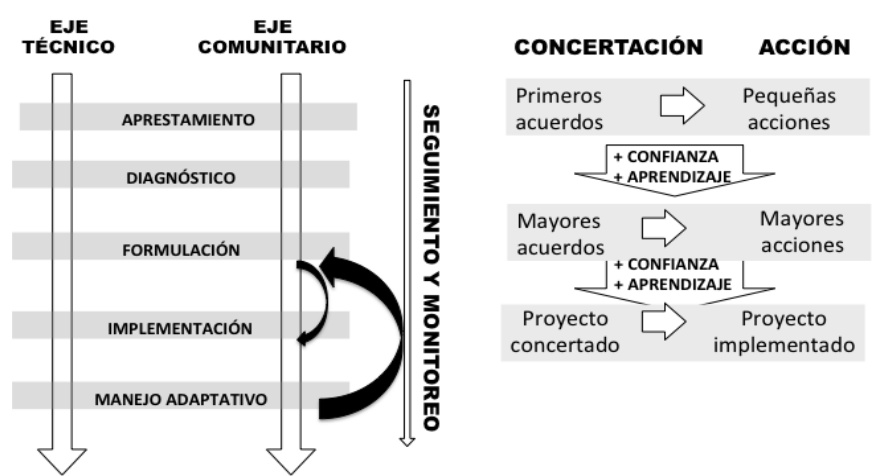 EJE
TÉCNICO
EJE
COMUNITARIO
APRESTAMIENTO
DIAGNÓSTICO
FORMULACIÓN
IMPLEMENTACIÓN
MANEJO ADAPTATIVO
SEGUIMIENTO Y MONITOREO
CONCERTACIÓN
ACCIÓN
Primeros
acuerdos
Pequeñas
acciones
+ CONFIANZA
+ APRENDIZAJE
Mayores
acuerdos
Mayores
acciones
+ CONFIANZA
+ APRENDIZAJE
Proyecto
concertado
Proyecto
implementado